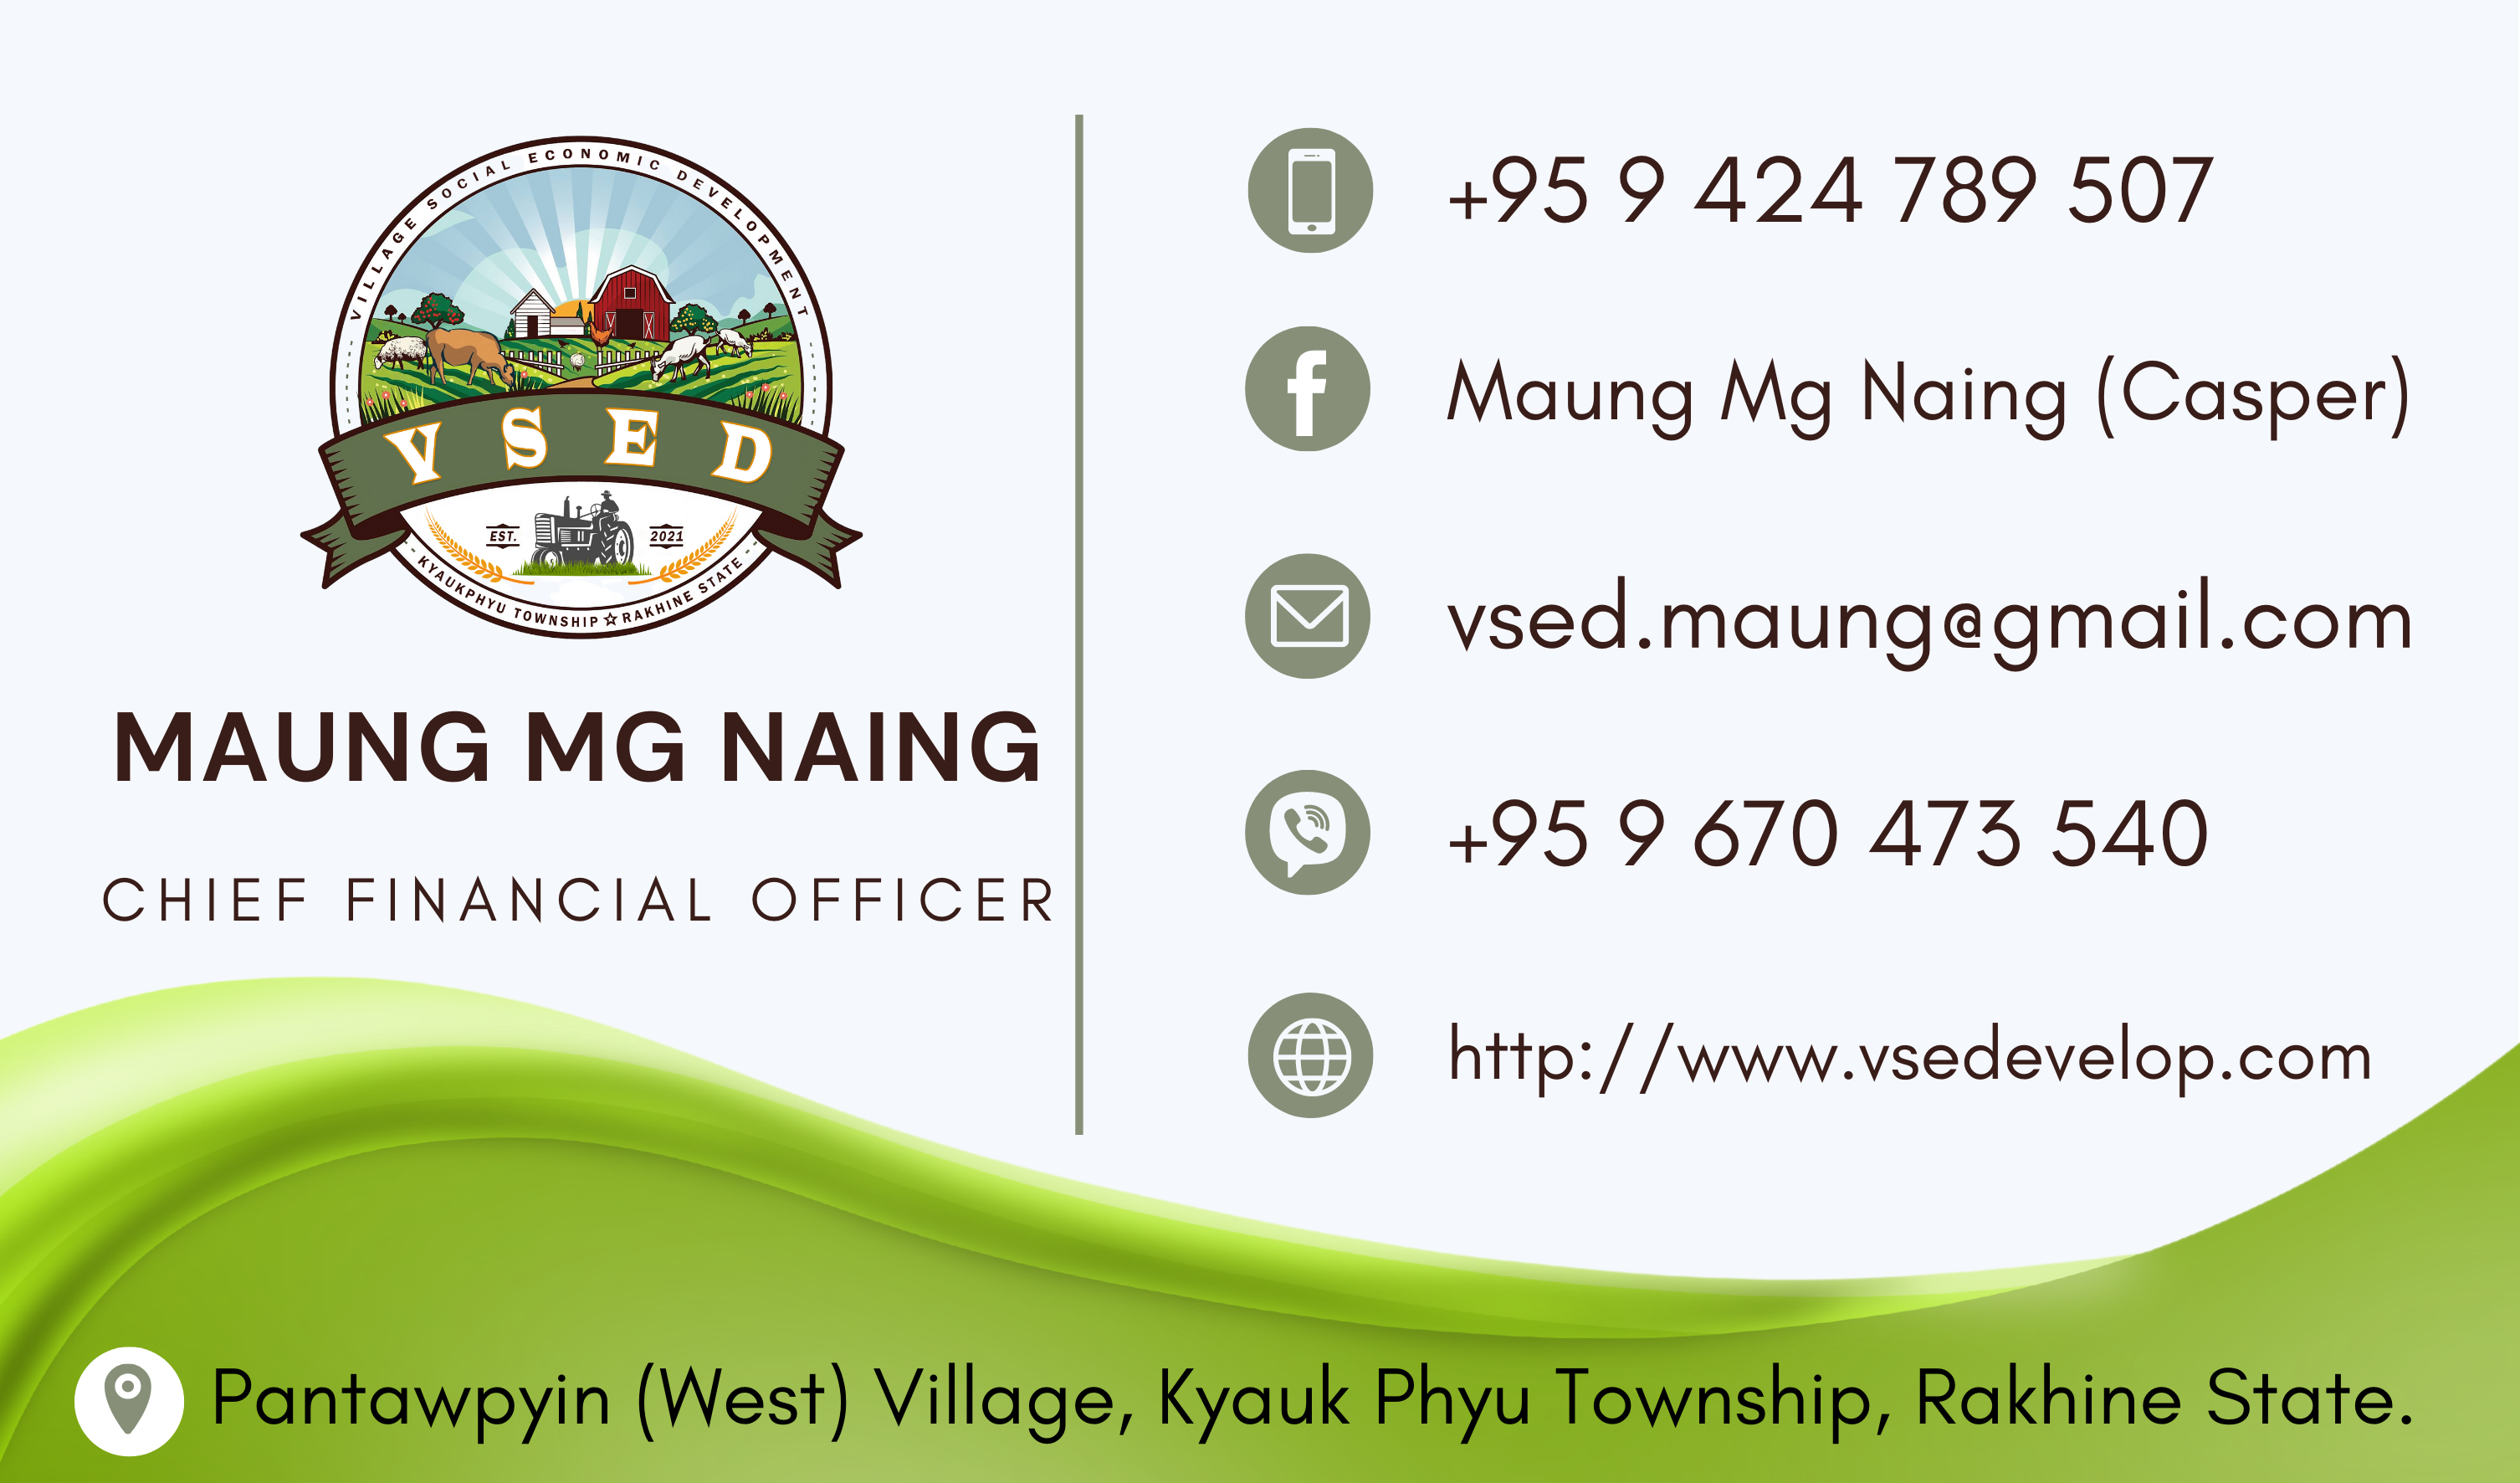 VILLAGE SOCIAL ECONOMIC DEVELOPMENT
VSED
EST. 2021
KYAUKPHYU TOWNSHIP ☆ RAKHINE STATE
MAUNG MG NAING
CHIEF FINANCIAL OFFICER
+95 9 424 789 507
Maung Mg Naing (Casper)
vsed.maung@gmail.com
+95 9 670 473 540
http://www.vsedevelop.com
Pantawpyin (West) Village, Kyauk Phyu Township, Rakhine State.